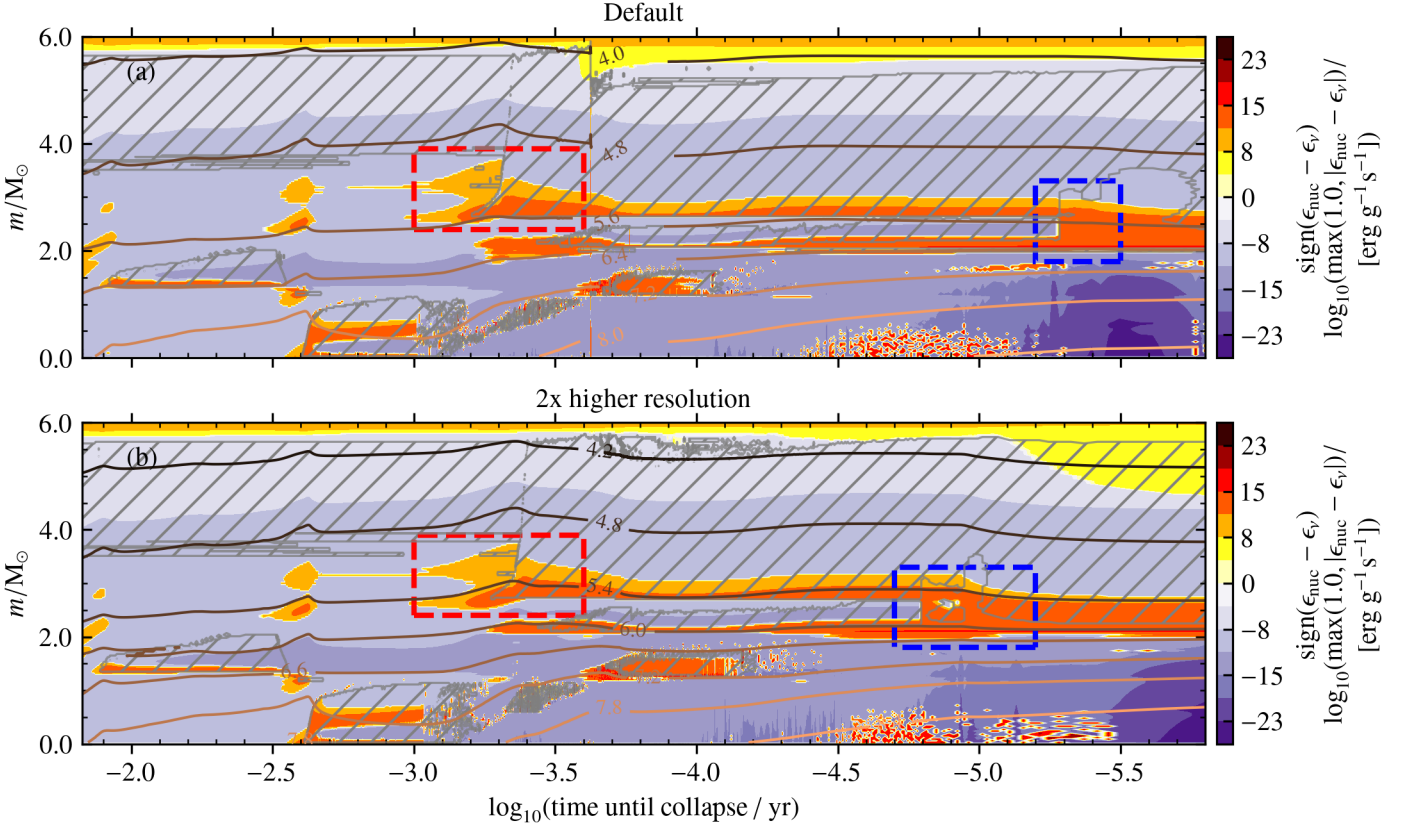 Default
(a)
6.0
4.0
2.0
0.0
m/M⊙
4.0
4.8
5.6
6.4
7.2
8.0
23
15
8
0
−8
−15
−23
sign(ϵnuc − ϵν)
log10(max(1.0, |ϵnuc − ϵν|)/
[erg g−1 s−1])
2x higher resolution
(b)
6.0
4.0
2.0
0.0
m/M⊙
4.2
4.8
5.4
6.0
6.6
7.8
23
15
8
0
−8
−15
−23
sign(ϵnuc − ϵν)
log10(max(1.0, |ϵnuc − ϵν|)/
[erg g−1 s−1])
−2.0 −2.5 −3.0 −3.5 −4.0 −4.5 −5.0 −5.5
log10(time until collapse / yr)